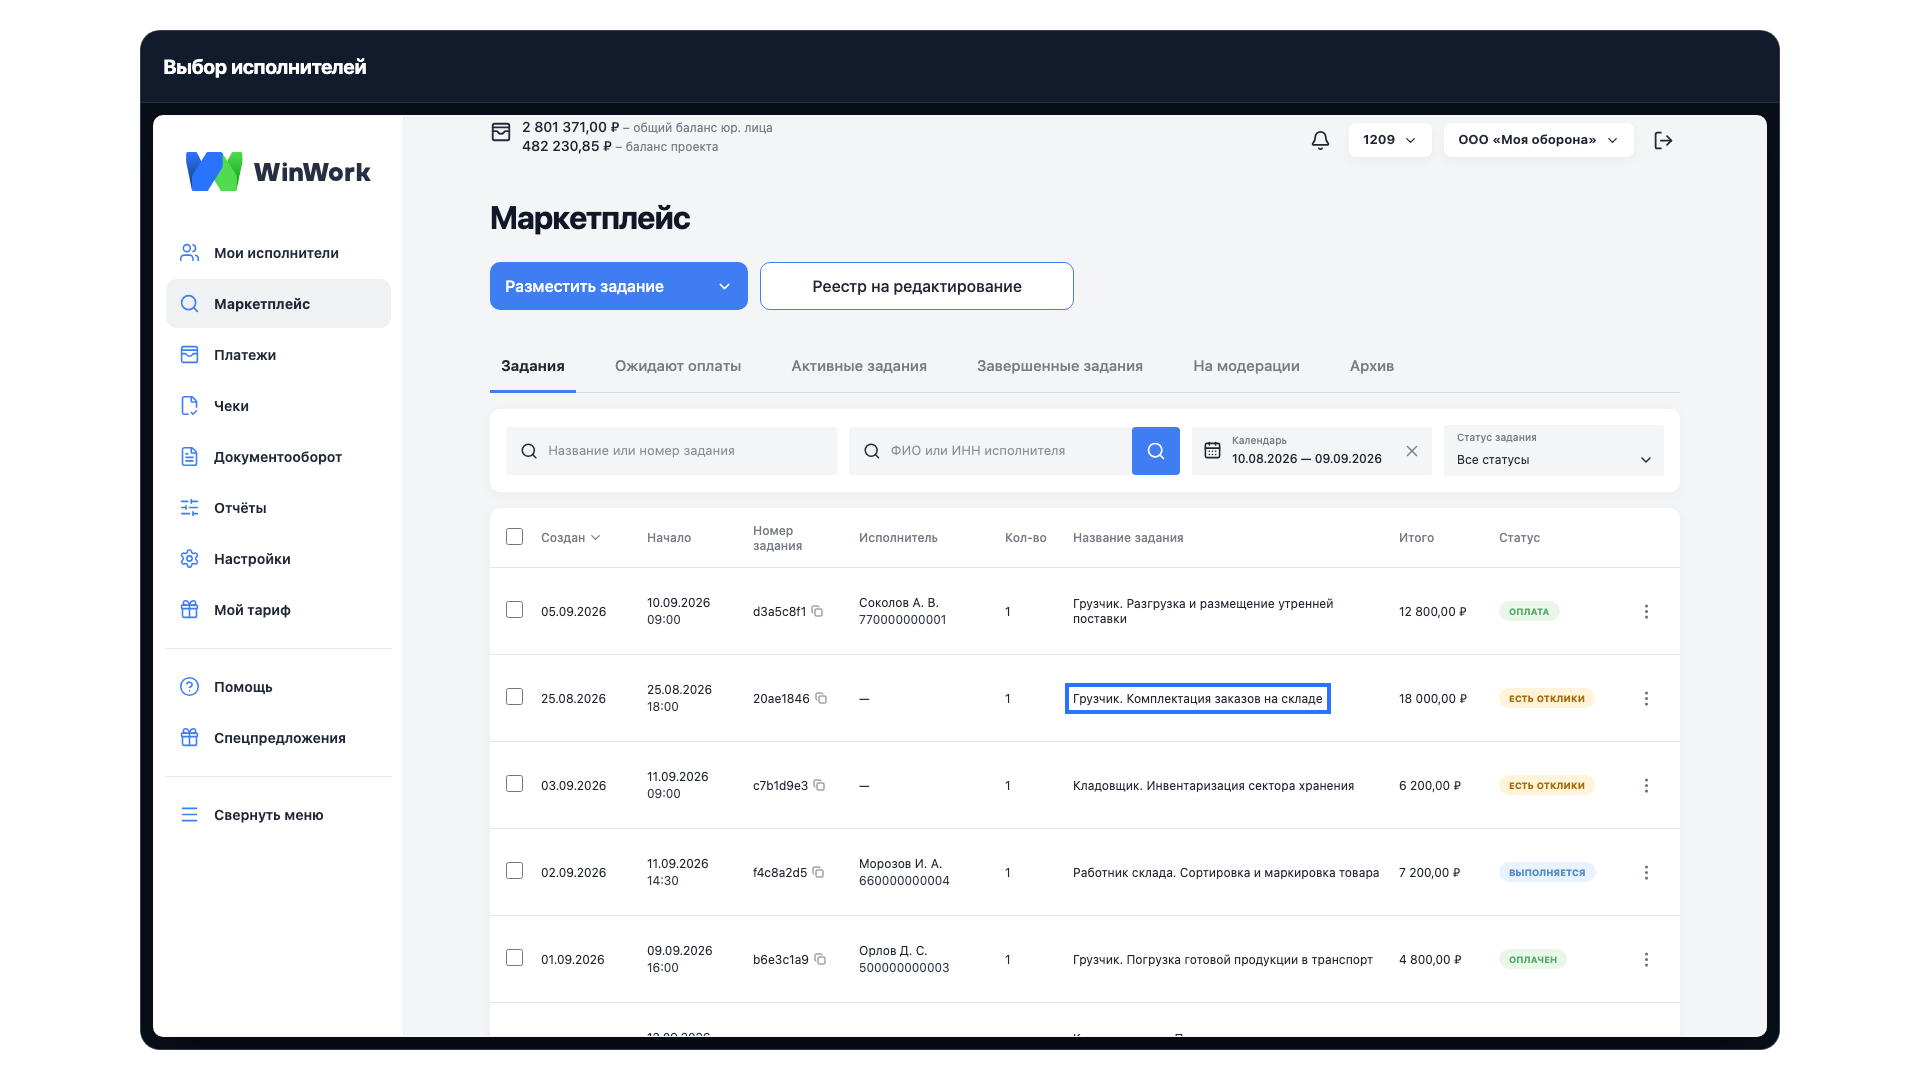 Выбор исполнителей
WinWork
2 801 371,00 ₽ – общий баланс юр. лица
482 230,85 ₽ – баланс проекта
1209
ООО «Моя оборона»
Мои исполнители
Маркетплейс
Платежи
Чеки
Документооборот
Отчёты
Настройки
Мой тариф
Помощь
Спецпредложения
Свернуть меню
Маркетплейс
Разместить задание
Реестр на редактирование
Задания
Ожидают оплаты
Активные задания
Завершенные задания
На модерации
Архив
Название или номер задания
ФИО или ИНН исполнителя
Календарь
10.08.2026 — 09.09.2026
Статус задания
Все статусы
Создан
Начало
Номер задания
Исполнитель
Кол-во
Название задания
Итого
Статус
05.09.2026
10.09.2026
09:00
d3a5c8f1
Соколов А. В.
770000000001
1
Грузчик. Разгрузка и размещение утренней
поставки
12 800,00 ₽
ОПЛАТА
25.08.2026
25.08.2026
18:00
20ae1846
—
1
Грузчик. Комплектация заказов на складе
18 000,00 ₽
ЕСТЬ ОТКЛИКИ
03.09.2026
11.09.2026
09:00
c7b1d9e3
—
1
Кладовщик. Инвентаризация сектора хранения
6 200,00 ₽
ЕСТЬ ОТКЛИКИ
02.09.2026
11.09.2026
14:30
f4c8a2d5
Морозов И. А.
660000000004
1
Работник склада. Сортировка и маркировка товара
7 200,00 ₽
ВЫПОЛНЯЕТСЯ
01.09.2026
09.09.2026
16:00
b6e3c1a9
Орлов Д. С.
500000000003
1
Грузчик. Погрузка готовой продукции в транспорт
4 800,00 ₽
ОПЛАЧЕН